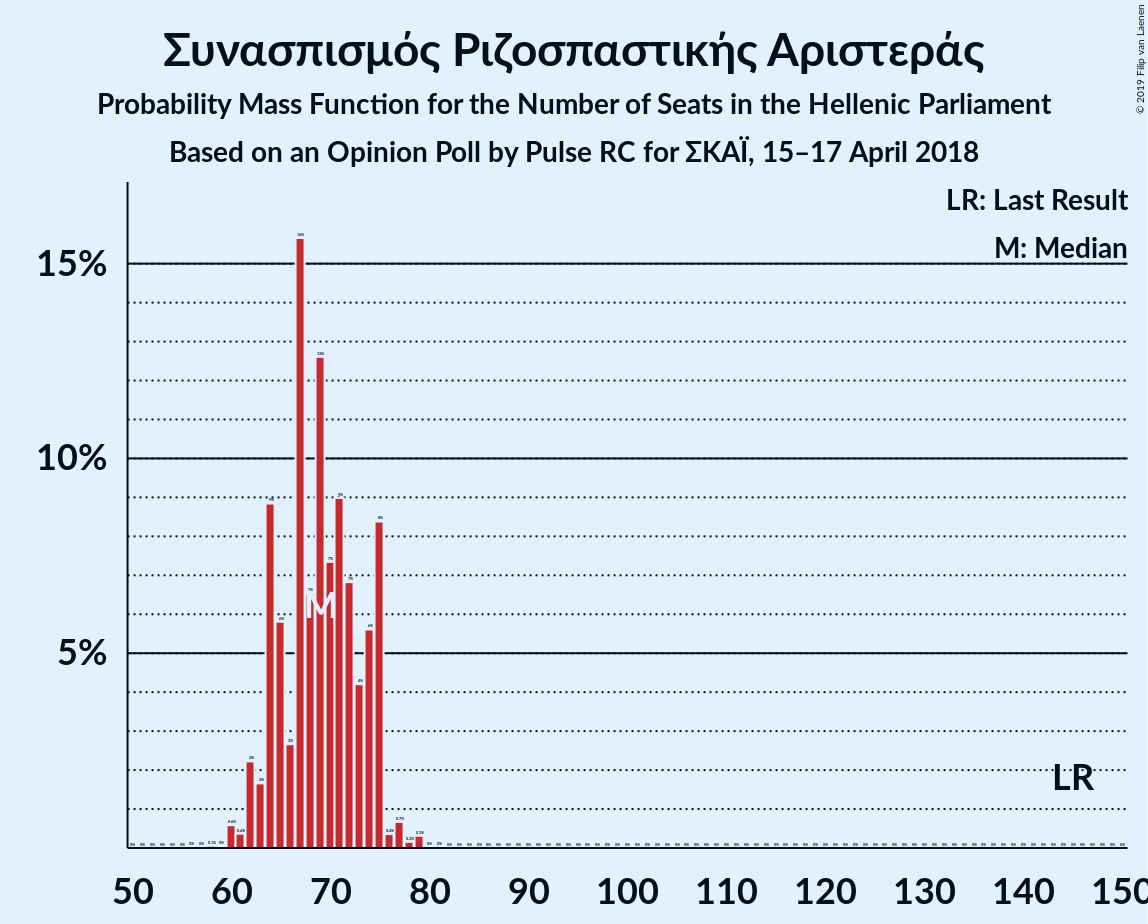 Συνασπισμός Ριζοσπαστικής Αριστεράς
Probability Mass Function for the Number of Seats in the Hellenic Parliament
Based on an Opinion Poll by Pulse RC for ΣΚΑΪ, 15–17 April 2018
© 2019 Filip van Laenen
LR: Last Result
M: Median
15%
10%
5%
M
LR
50 60 70 80 90 100 110 120 130 140 150